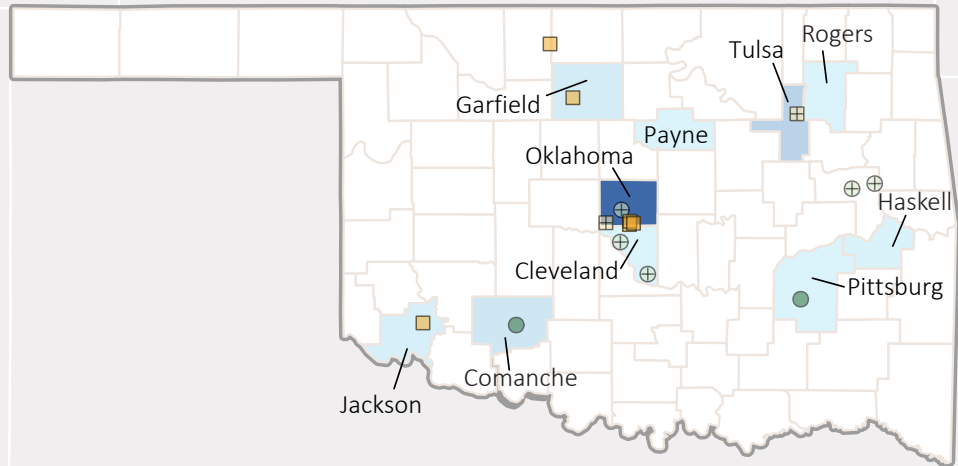 Rogers
Tulsa
Garfield
Payne
Oklahoma
Haskell
Cleveland
Pittsburg
Comanche
Jackson